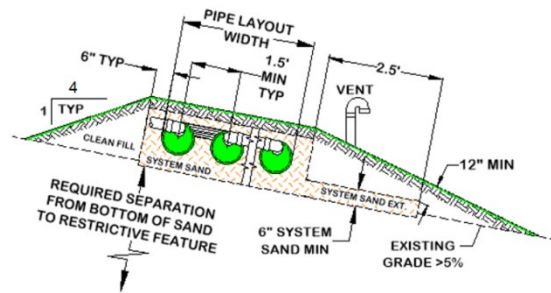 PIPE LAYOUT
WIDTH
6" TYP
1.5'
MIN
TYP
2.5'
VENT
4
1
TYP
CLEAN FILL
SYSTEM SAND
12" MIN
SYSTEM SAND EXT.
REQUIRED SEPARATION
FROM BOTTOM OF SAND
TO RESTRICTIVE FEATURE
6" SYSTEM
SAND MIN
EXISTING
GRADE >5%